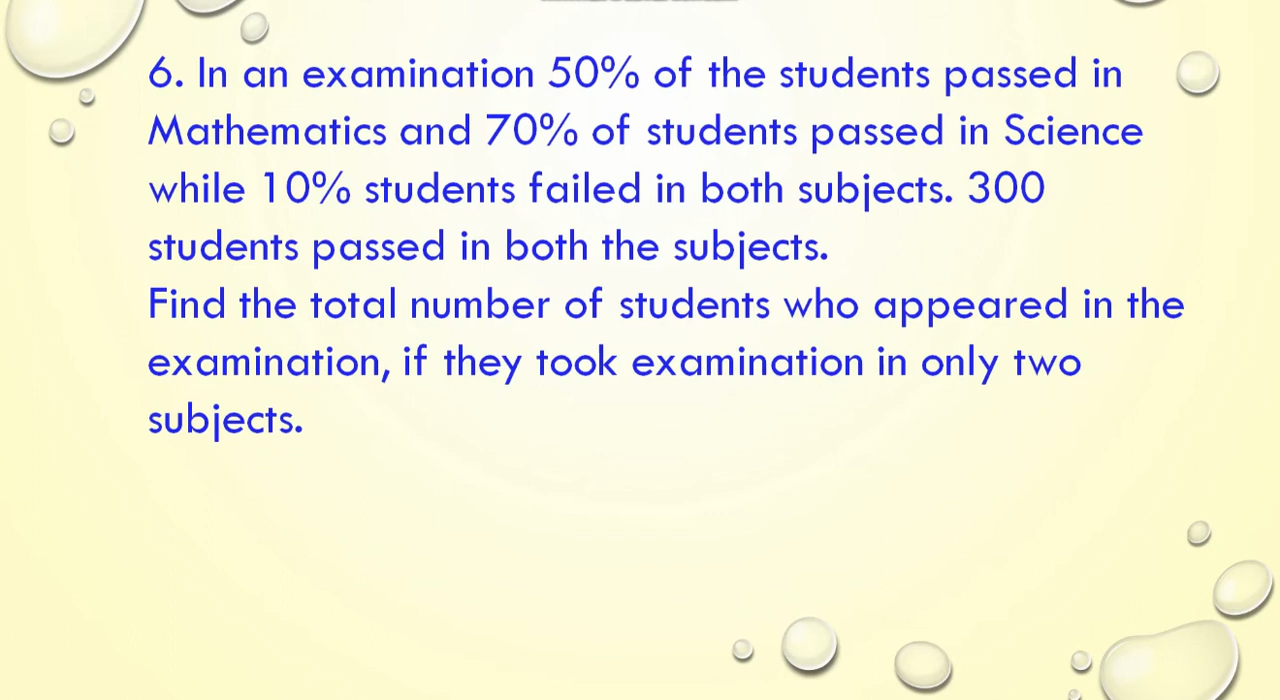 6. In an examination 50% of the students passed in
Mathematics and 70% of students passed in Science
while 10% students failed in both subjects. 300
students passed in both the subjects.
Find the total number of students who appeared in the
examination, if they took examination in only two
subjects.